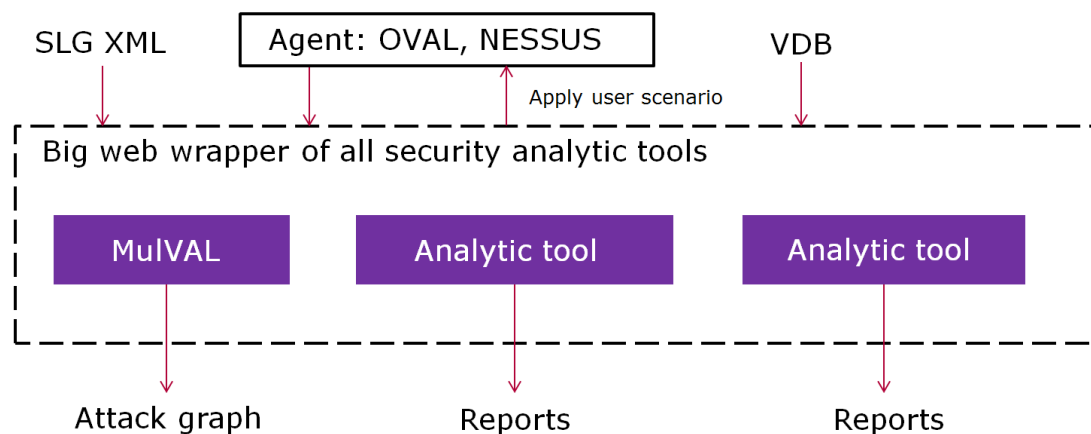 SLG XML
Agent: OVAL, NESSUS
VDB
Apply user scenario
Big web wrapper of all security analytic tools
MulVAL
Analytic tool
Analytic tool
Attack graph
Reports
Reports